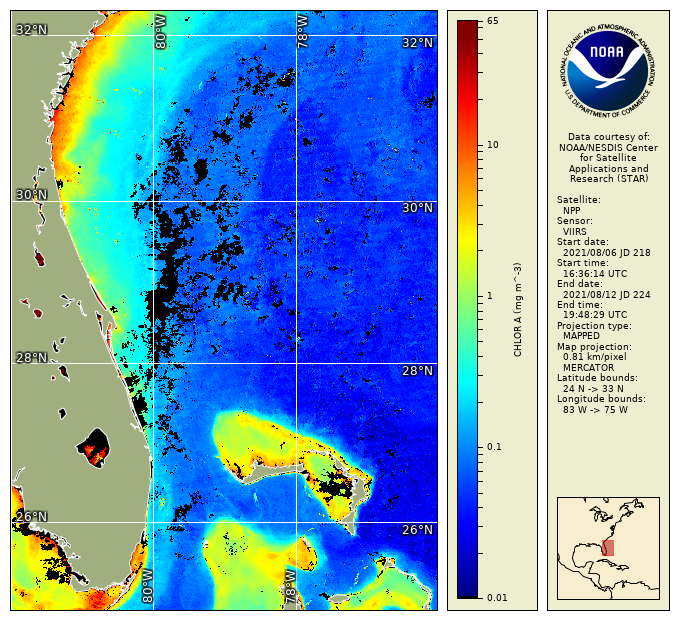 32°N
80°W
78°W
32°N
30°N
30°N
28°N
28°N
26°N
26°N
80°W
78°W
65
10
1
0.1
0.01
CHLOR A (mg m^-3)
NATIONAL OCEANIC AND ATMOSPHERIC ADMINISTRATION
NOAA
U.S. DEPARTMENT OF COMMERCE
Data courtesy of:
NOAA/NESDIS Center
for Satellite
Applications and
Research (STAR)
Satellite:
NPP
Sensor:
VIIRS
Start date:
2021/08/06 JD 218
Start time:
16:36:14 UTC
End date:
2021/08/12 JD 224
End time:
19:48:29 UTC
Projection type:
MAPPED
Map projection:
0.81 km/pixel
MERCATOR
Latitude bounds:
24 N -> 33 N
Longitude bounds:
83 W -> 75 W